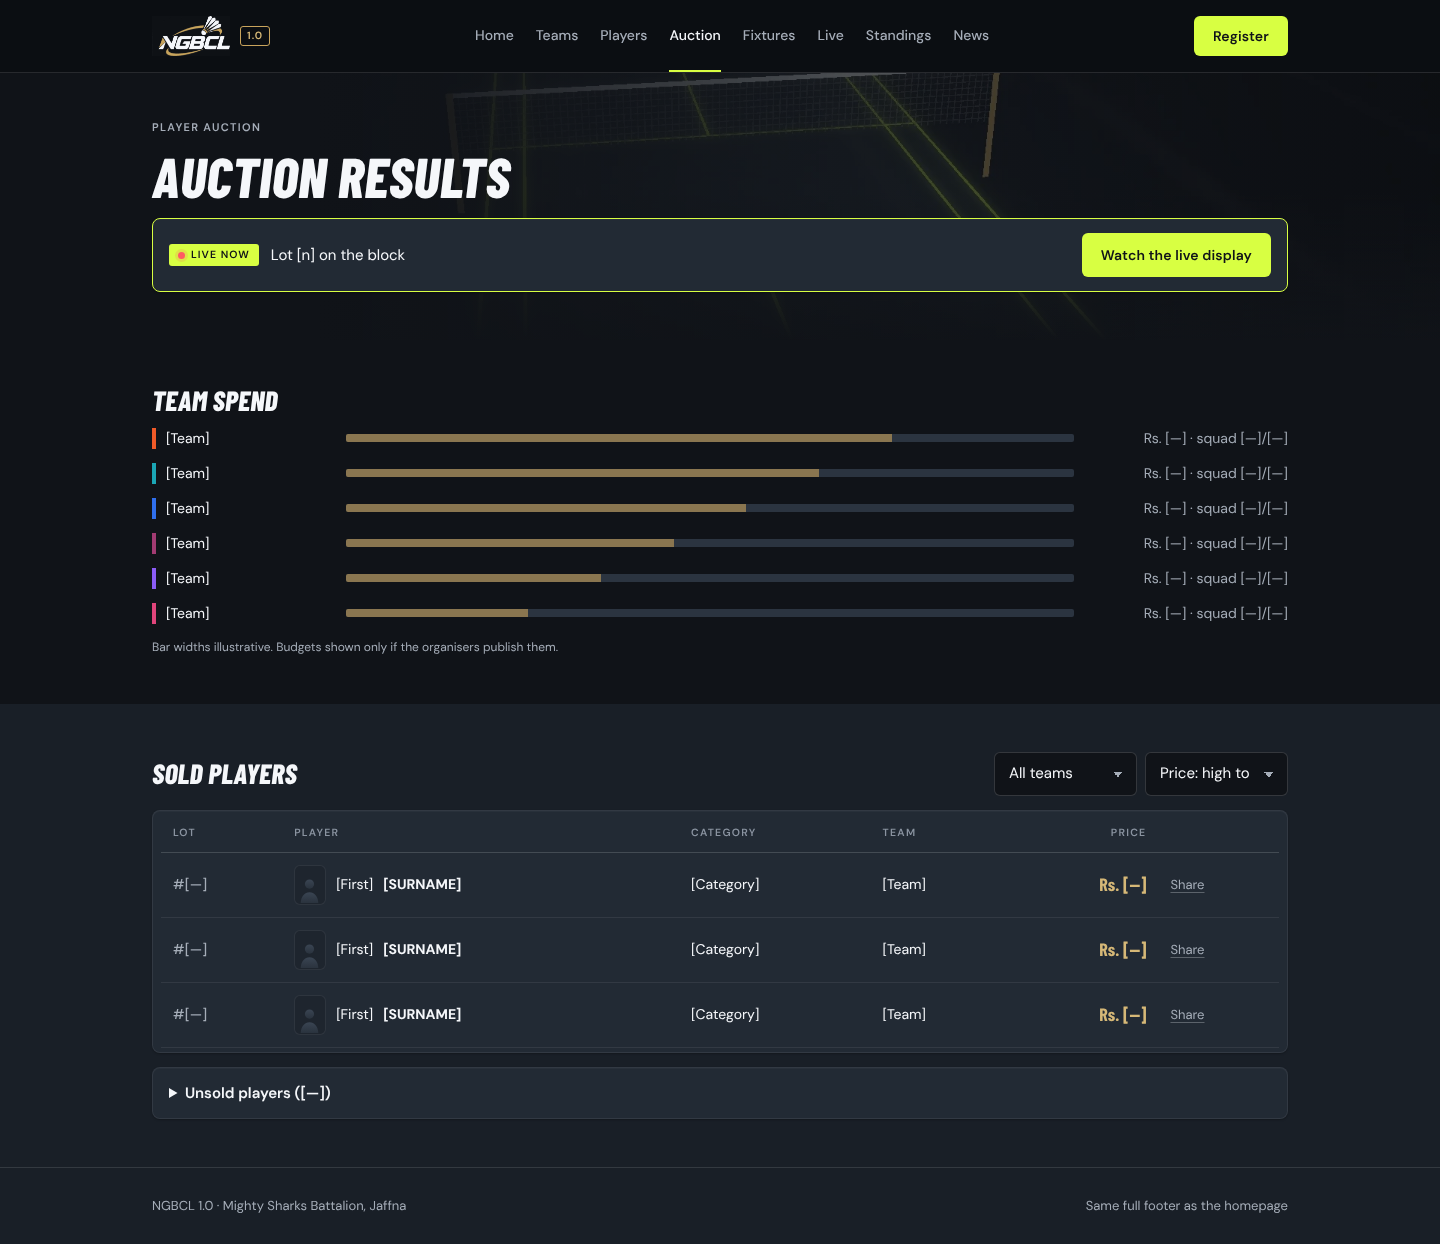 NGBCL 1.0 Home Teams Players Auction Fixtures Live Standings News Register
PLAYER AUCTION
AUCTION RESULTS
LIVE NOW Lot [n] on the block Watch the live display
TEAM SPEND
[Team] Rs. [—] · squad [—]/[—]
[Team] Rs. [—] · squad [—]/[—]
[Team] Rs. [—] · squad [—]/[—]
[Team] Rs. [—] · squad [—]/[—]
[Team] Rs. [—] · squad [—]/[—]
[Team] Rs. [—] · squad [—]/[—]
Bar widths illustrative. Budgets shown only if the organisers publish them.
SOLD PLAYERS All teams Price: high to
LOT PLAYER CATEGORY TEAM PRICE
#[—] [First] [SURNAME] [Category] [Team] Rs. [—] Share
#[—] [First] [SURNAME] [Category] [Team] Rs. [—] Share
#[—] [First] [SURNAME] [Category] [Team] Rs. [—] Share
Unsold players ([—])
NGBCL 1.0 · Mighty Sharks Battalion, Jaffna Same full footer as the homepage